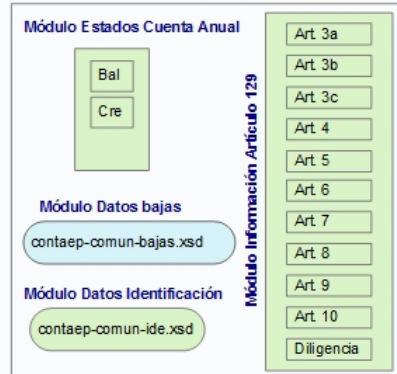 Módulo Estados Cuenta Anual
Bal
Cre
Módulo Datos bajas
contaep-comun-bajas.xsd
Módulo Datos Identificación
contaep-comun-ide.xsd
Módulo Información Artículo 129
Art. 3a
Art. 3b
Art. 3c
Art. 4
Art. 5
Art. 6
Art. 7
Art. 8
Art. 9
Art. 10
Diligencia